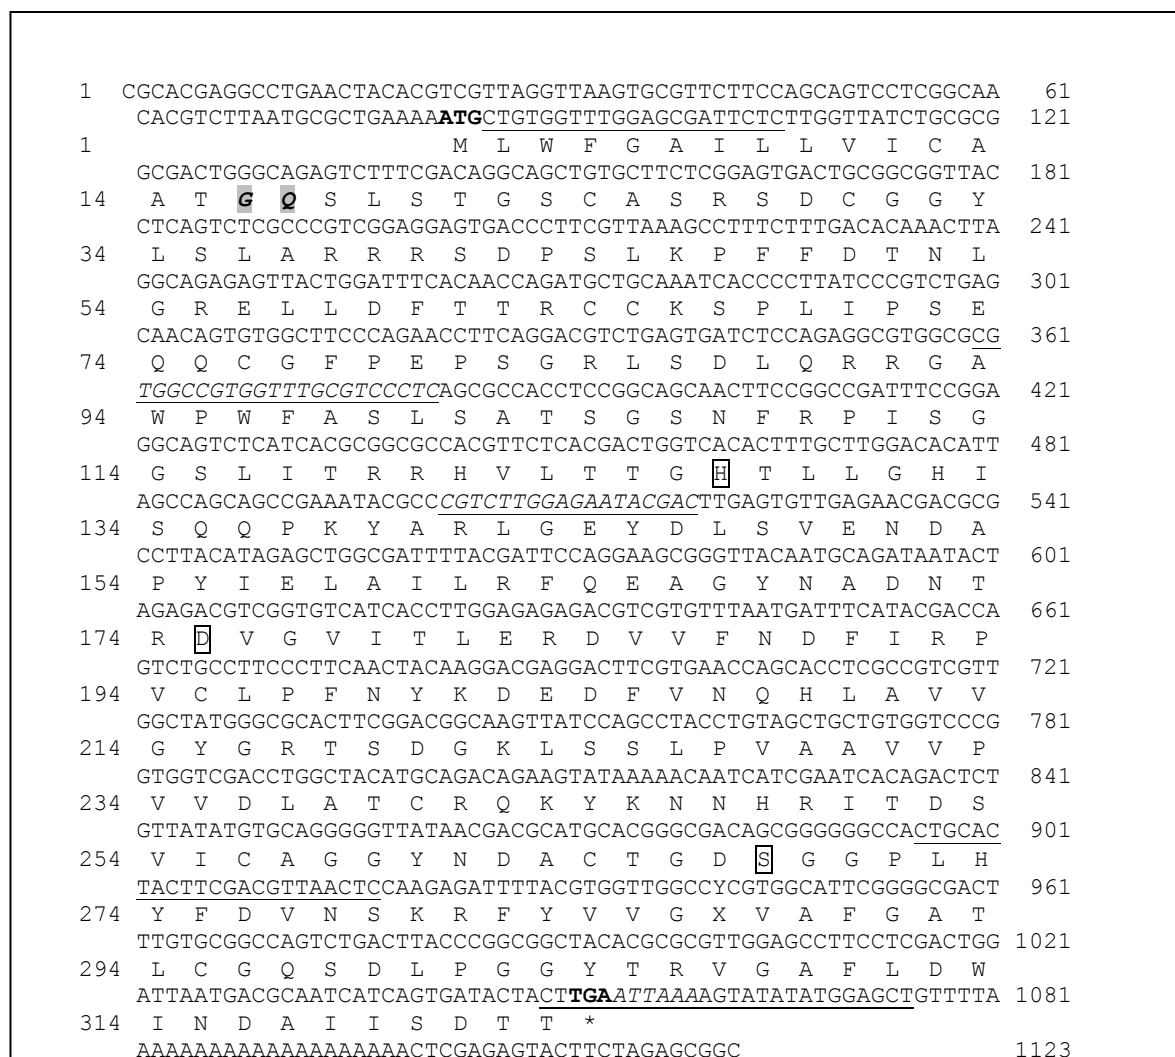 1 CGCACGAGGCCTGAACTACACGTCGTTAGGTTAAGTGCGTTCTTCCAGCAGTCCTCGGCAA 61
CACGTCTTAATGCGCTGAAAAATGCTGTGGTTTGGAGCGATTCTCTTGGTTATCTGCGCG 121
1 M L W F G A I L L V I C A
GCGACTGGGCAGAGTCTTTCGACAGGCAGCTGTGCTTCTCGGAGTGACTGCGGCGGTTAC 181
14 A T G Q S L S T G S C A S R S D C G G Y
CTCAGTCTCGCCCGTCGGAGGAGTGACCCTTCGTTAAAGCCTTTCTTTGACACAAACTTA 241
34 L S L A R R R S D P S L K P F F D T N L
GGCAGAGAGTTACTGGATTTCACAACCAGATGCTGCAAATCACCCCTTATCCCGTCTGAG 301
54 G R E L L D F T T R C C K S P L I P S E
CAACAGTGTGGCTTCCCAGAACCTTCAGGACGTCTGAGTGATCTCCAGAGGCGTGGCGCG 361
74 Q Q C G F P E P S G R L S D L Q R R G A
TGGCCGTGGTTTGCGTCCCTCAGCGCCACCTCCGGCAGCAACTTCCGGCCGATTTCCGGA 421
94 W P W F A S L S A T S G S N F R P I S G
GGCAGTCTCATCACGCGGCGCCACGTTCTCACGACTGGTCACACTTTGCTTGGACACATT 481
114 G S L I T R R H V L T T G H T L L G H I
AGCCAGCAGCCGAAATACGCCCGTCTTGGAGAATACGACTTGAGTGTTGAGAACGACGCG 541
134 S Q Q P K Y A R L G E Y D L S V E N D A
CCTTACATAGAGCTGGCGATTTTACGATTCCAGGAAGCGGGTTACAATGCAGATAATACT 601
154 P Y I E L A I L R F Q E A G Y N A D N T
AGAGACGTCGGTGTCATCACCTTGGAGAGAGACGTCGTGTTTAATGATTTCATACGACCA 661
174 R D V G V I T L E R D V V F N D F I R P
GTCTGCCTTCCCTTCAACTACAAGGACGAGGACTTCGTGAACCAGCACCTCGCCGTCGTT 721
194 V C L P F N Y K D E D F V N Q H L A V V
GGCTATGGGCGCACTTCGGACGGCAAGTTATCCAGCCTACCTGTAGCTGCTGTGGTCCCG 781
214 G Y G R T S D G K L S S L P V A A V V P
GTGGTCGACCTGGCTACATGCAGACAGAAGTATAAAAACAATCATCGAATCACAGACTCT 841
234 V V D L A T C R Q K Y K N N H R I T D S
GTTATATGTGCAGGGGGTTATAACGACGCATGCACGGGCGACAGCGGGGGGCCACTGCAC 901
254 V I C A G G Y N D A C T G D S G G P L H
TACTTCGACGTTAACTCCAAGAGATTTTACGTGGTTGGCCYCGTGGCATTCGGGGCGACT 961
274 Y F D V N S K R F Y V V G X V A F G A T
TTGTGCGGCCAGTCTGACTTACCCGGCGGCTACACGCGCGTTGGAGCCTTCCTCGACTGG 1021
294 L C G Q S D L P G G Y T R V G A F L D W
ATTAATGACGCAATCATCAGTGATACTACTTGAATTAAAAGTATATATGGAGCTGTTTTA 1081
314 I N D A I I S D T T *
AAAAAAAAAAAAAAAAAAACTCGAGAGTACTTCTAGAGCGGC 1123